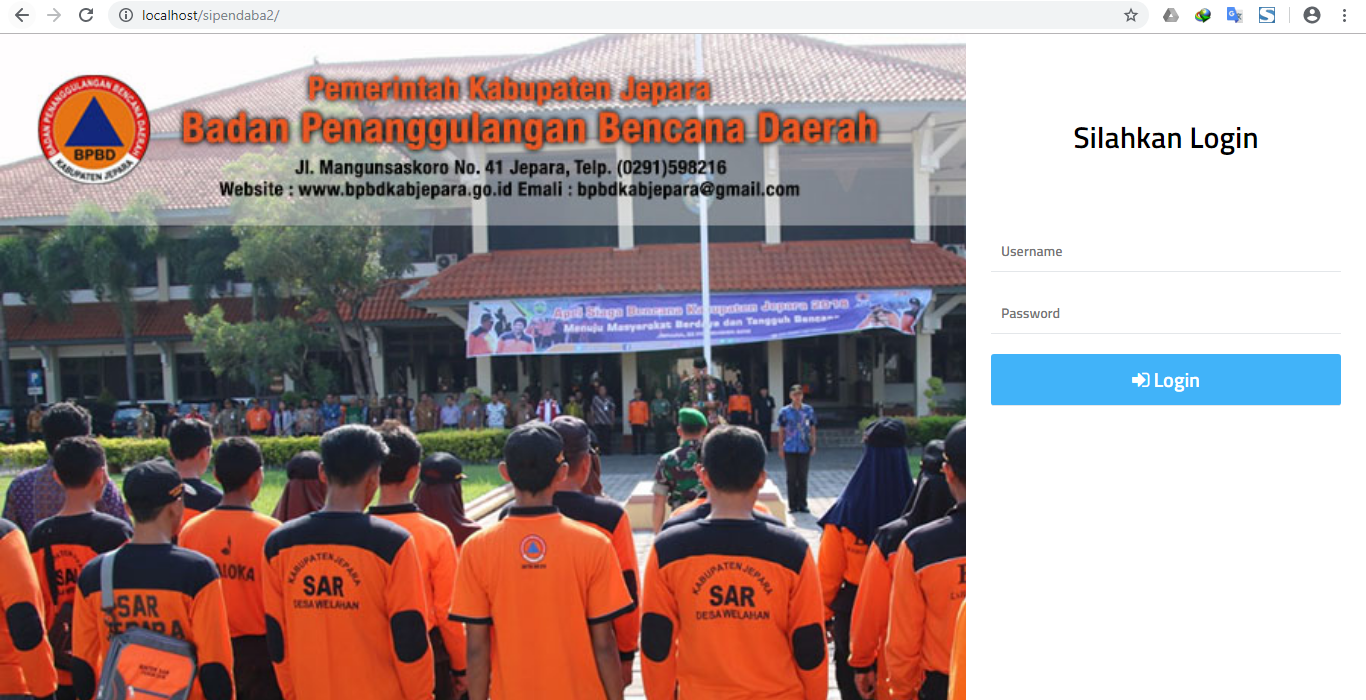 localhost/sipendaba2/
BADAN PENANGGULANGAN BENCANA DAERAH
BPBD
KABUPATEN JEPARA
Pemerintah Kabupaten Jepara
Badan Penanggulangan Bencana Daerah
Jl. Mangunsaskoro No. 41 Jepara, Telp. (0291)598216
Website : www.bpbdkabjepara.go.id Emali : bpbdkabjepara@gmail.com
Silahkan Login
Username
Password
Login
Apel Siaga Bencana Kabupaten Jepara 2016
Menuju Masyarakat Berdaya dan Tangguh Bencana
SAR
SAR
JEPARA
KABUPATEN JEPARA
SAR
DESA WELAHAN
KABUPATEN JEPARA
SAR
DESA WELAHAN